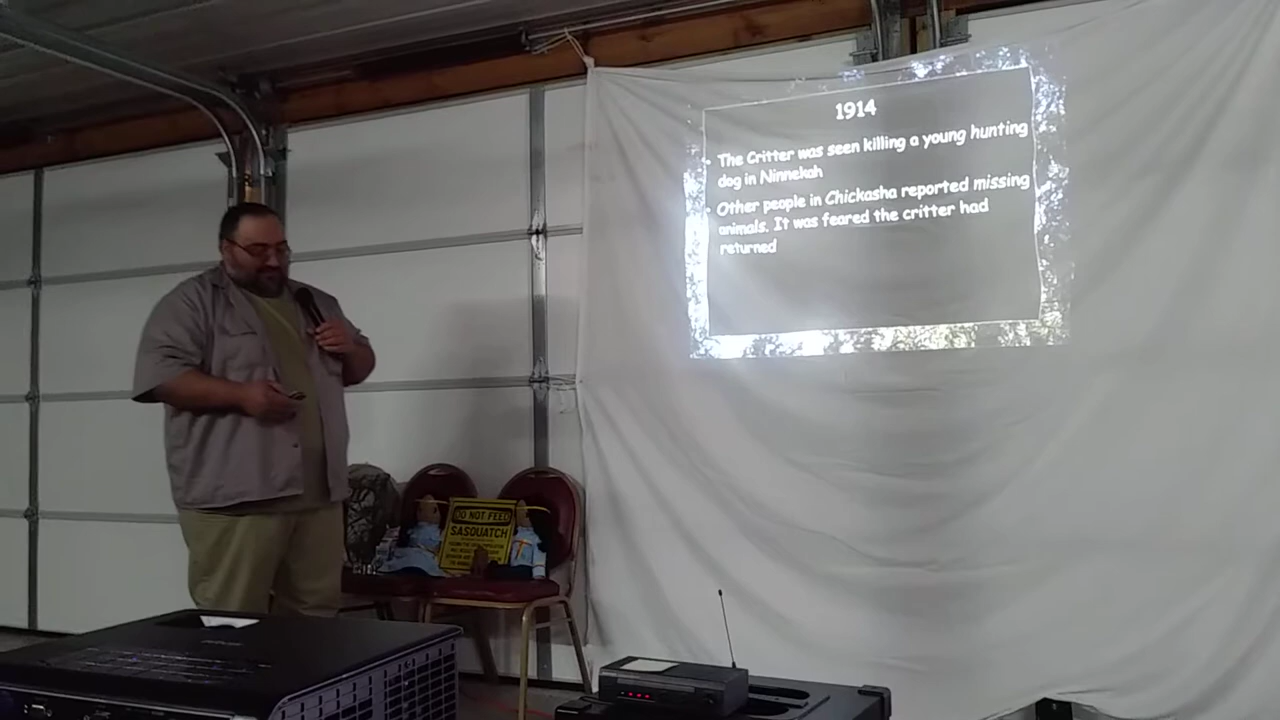 1914
The Critter was seen killing a young hunting
dog in Ninnekah
Other people in Chickasha reported missing
animals. It was feared the critter had
returned
DO NOT FEED
SASQUATCH